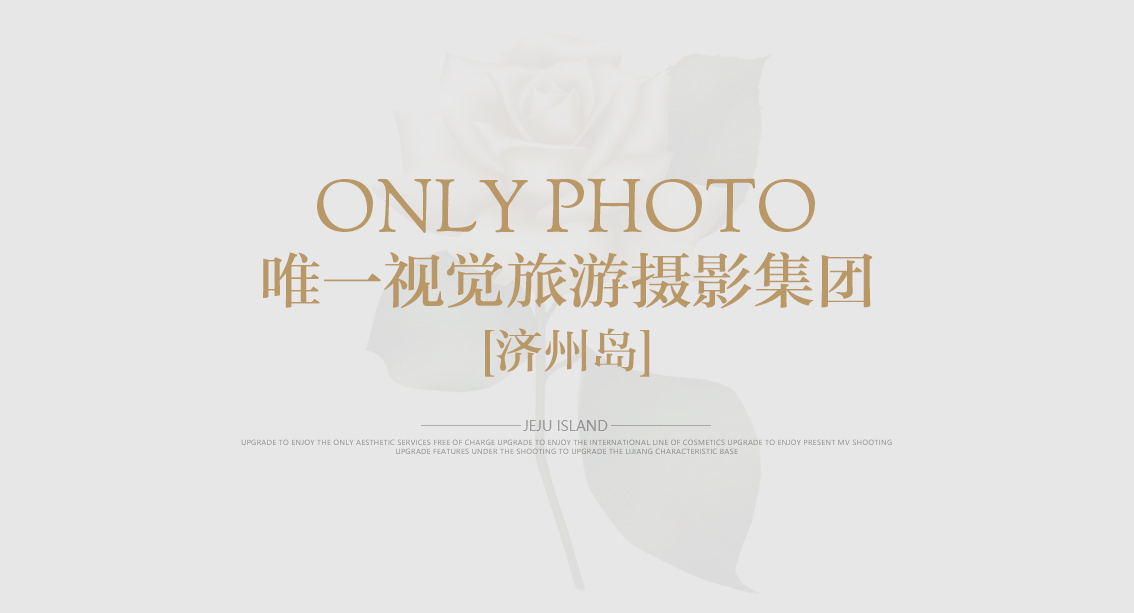 ONLY PHOTO
唯一视觉旅游摄影集团
[济州岛]
JEJU ISLAND
UPGRADE TO ENJOY THE ONLY AESTHETIC SERVICES FREE OF CHARGE UPGRADE TO ENJOY THE INTERNATIONAL LINE OF COSMETICS UPGRADE TO ENJOY PRESENT MV SHOOTING
UPGRADE FEATURES UNDER THE SHOOTING TO UPGRADE THE LIJIANG CHARACTERISTIC BASE